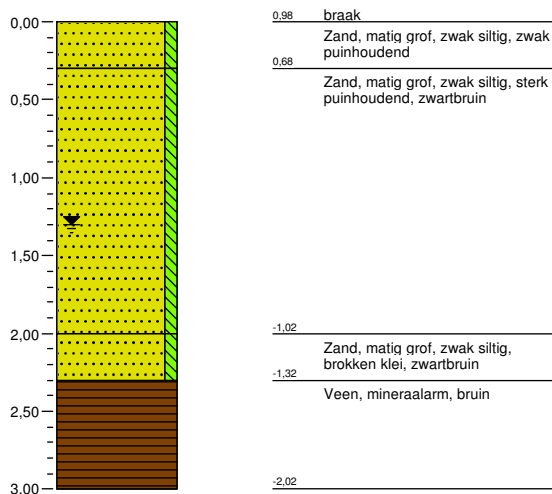 0,00
0,50
1,00
1,50
2,00
2,50
3,00
0,98 braak
Zand, matig grof, zwak siltig, zwak
puinhoudend
0,68
Zand, matig grof, zwak siltig, sterk
puinhoudend, zwartbruin
-1,02
Zand, matig grof, zwak siltig,
brokken klei, zwartbruin
-1,32
Veen, mineraalarm, bruin
-2,02